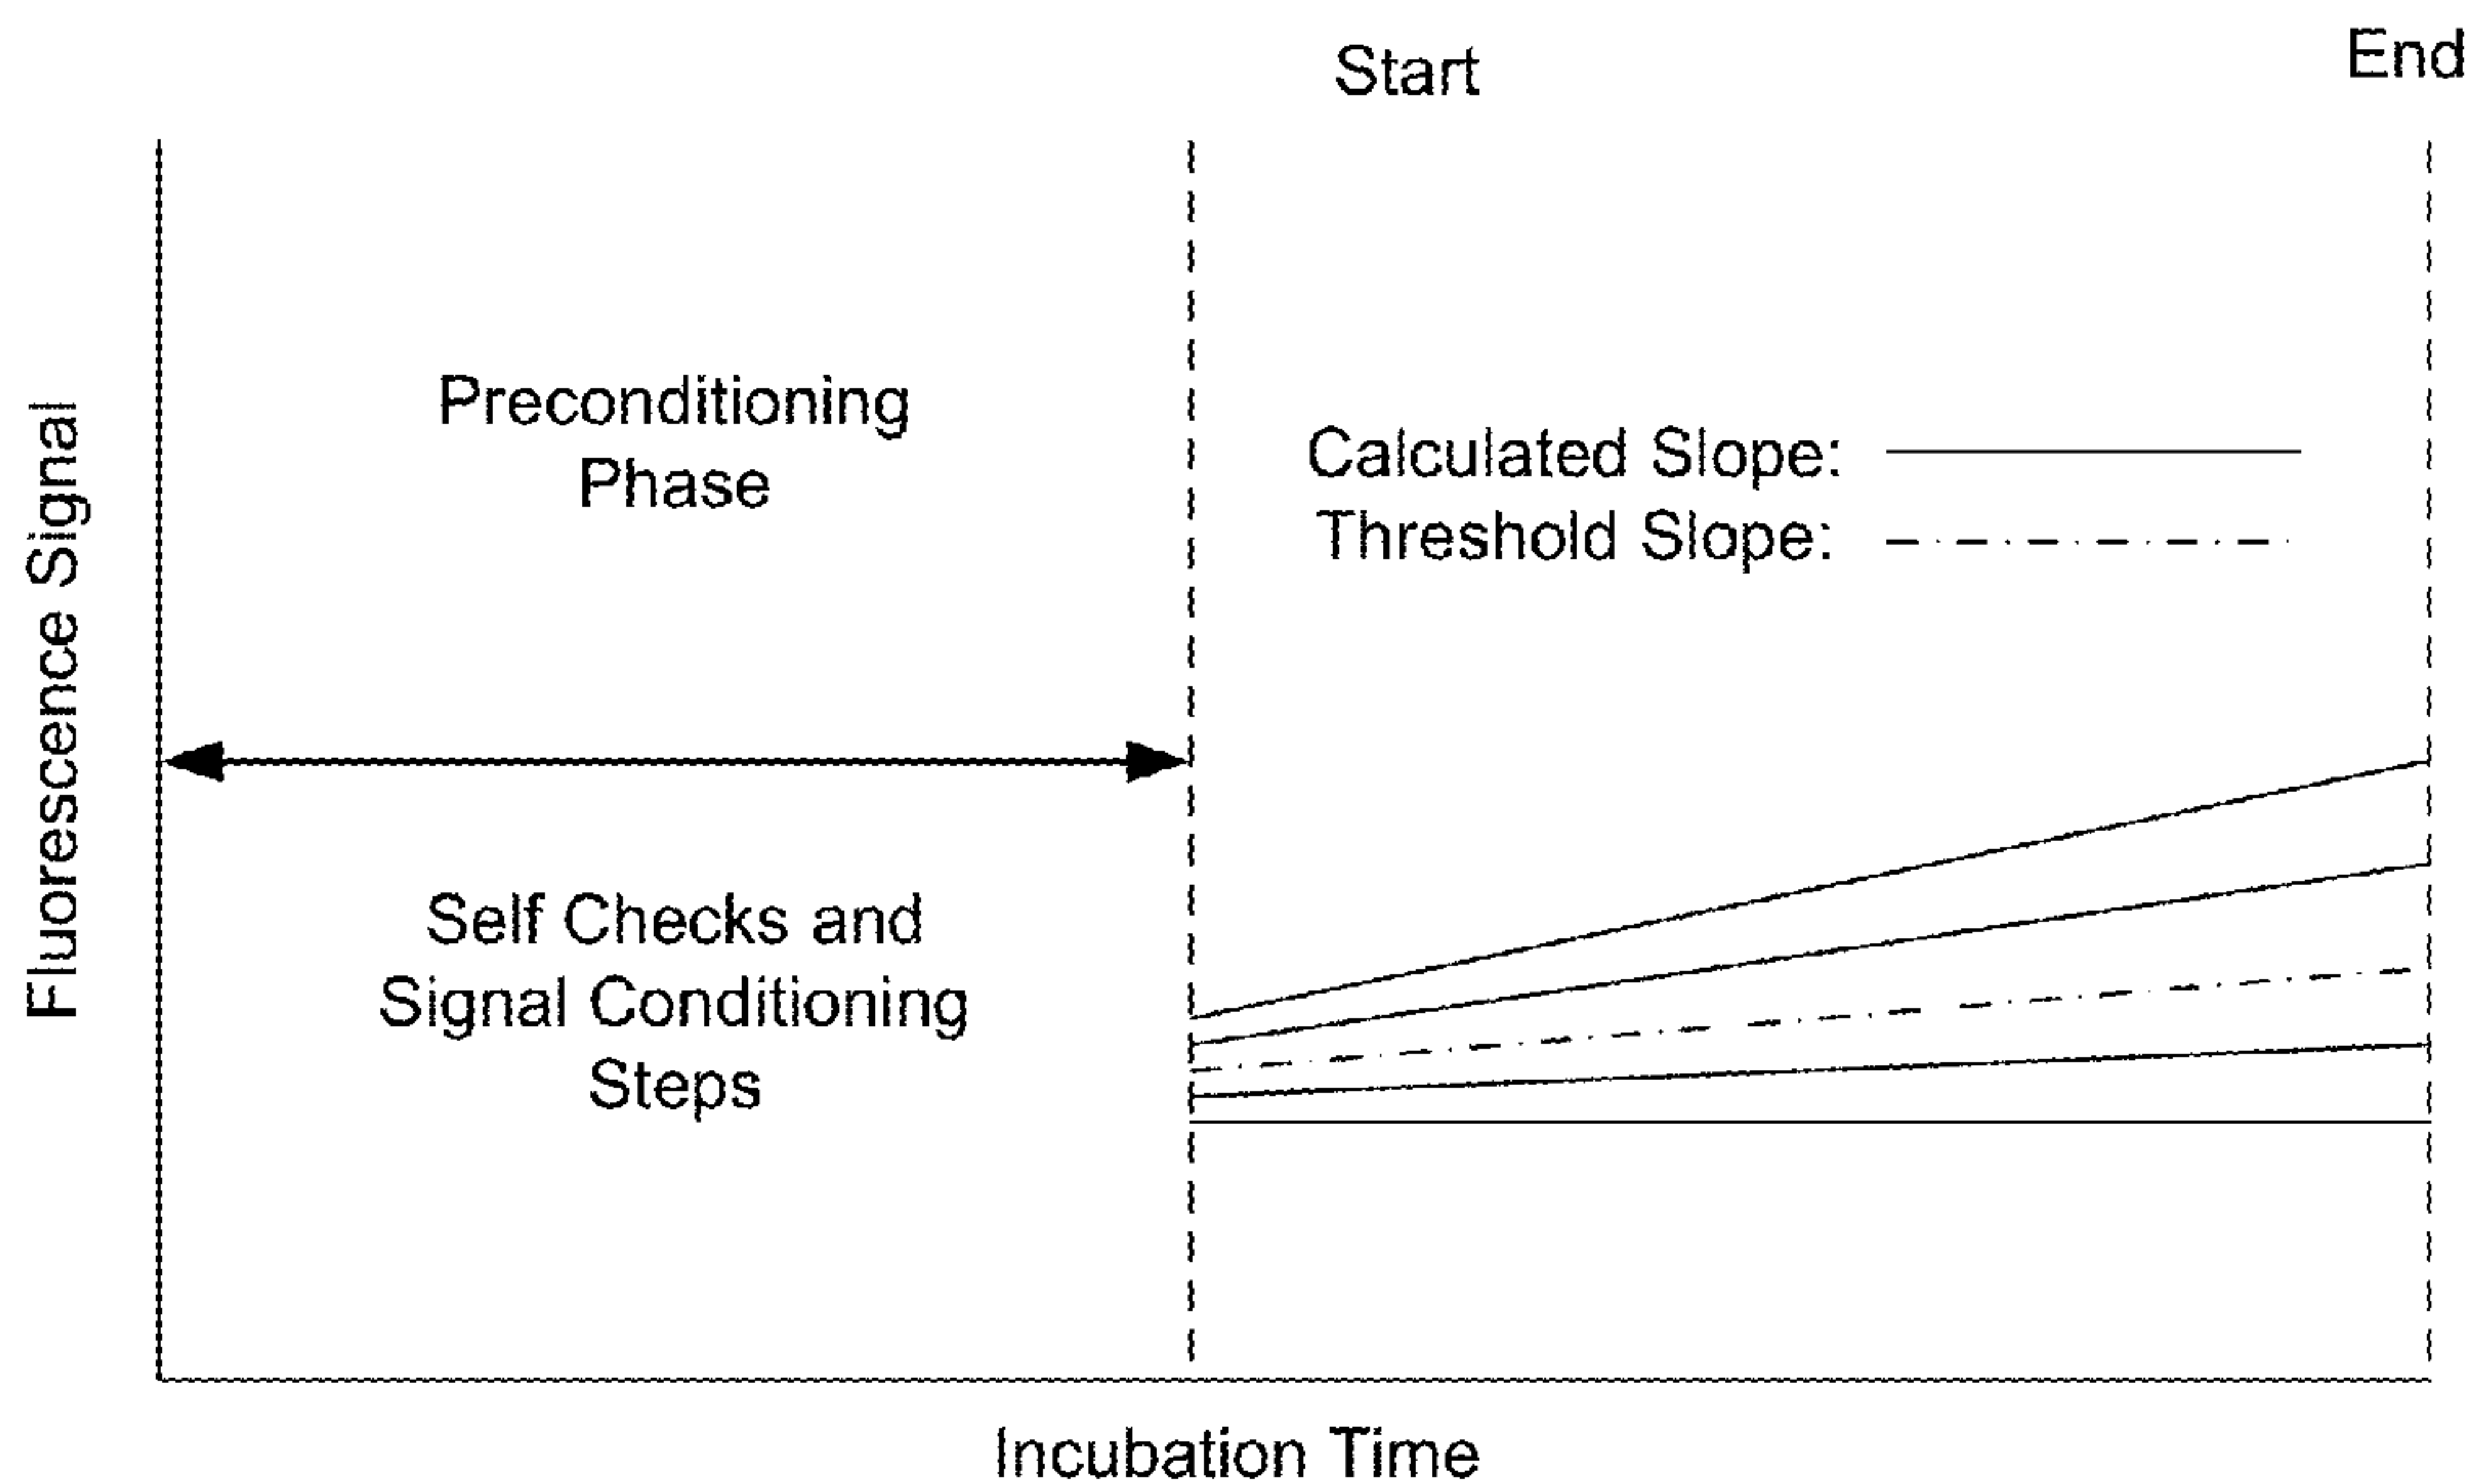 Start
End
Fluorescence Signal
Preconditioning
Phase
Calculated Slope:
Threshold Slope:
Self Checks and
Signal Conditioning
Steps
Incubation Time